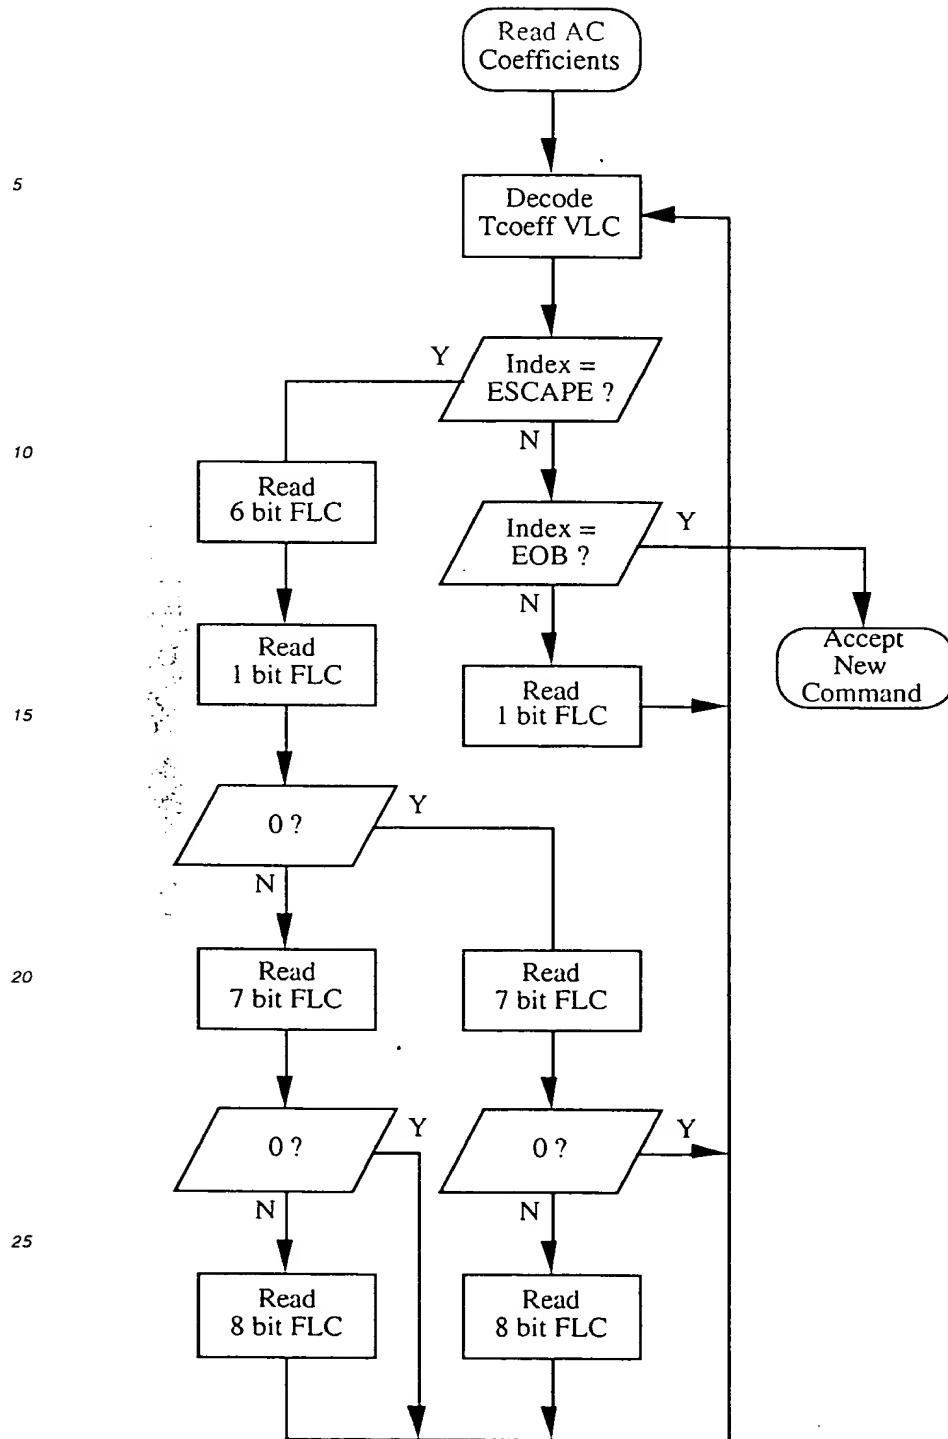 Read AC
Coefficients
5
Decode
Tcoeff VLC
Y
Index =
ESCAPE ?
N
10
Read
6 bit FLC
Index =
EOB ?
Y
N
Read
1 bit FLC
Read
1 bit FLC
Accept
New
Command
15
0 ?
Y
N
20
Read
7 bit FLC
Read
7 bit FLC
0 ?
Y
0 ?
Y
N
N
25
Read
8 bit FLC
Read
8 bit FLC